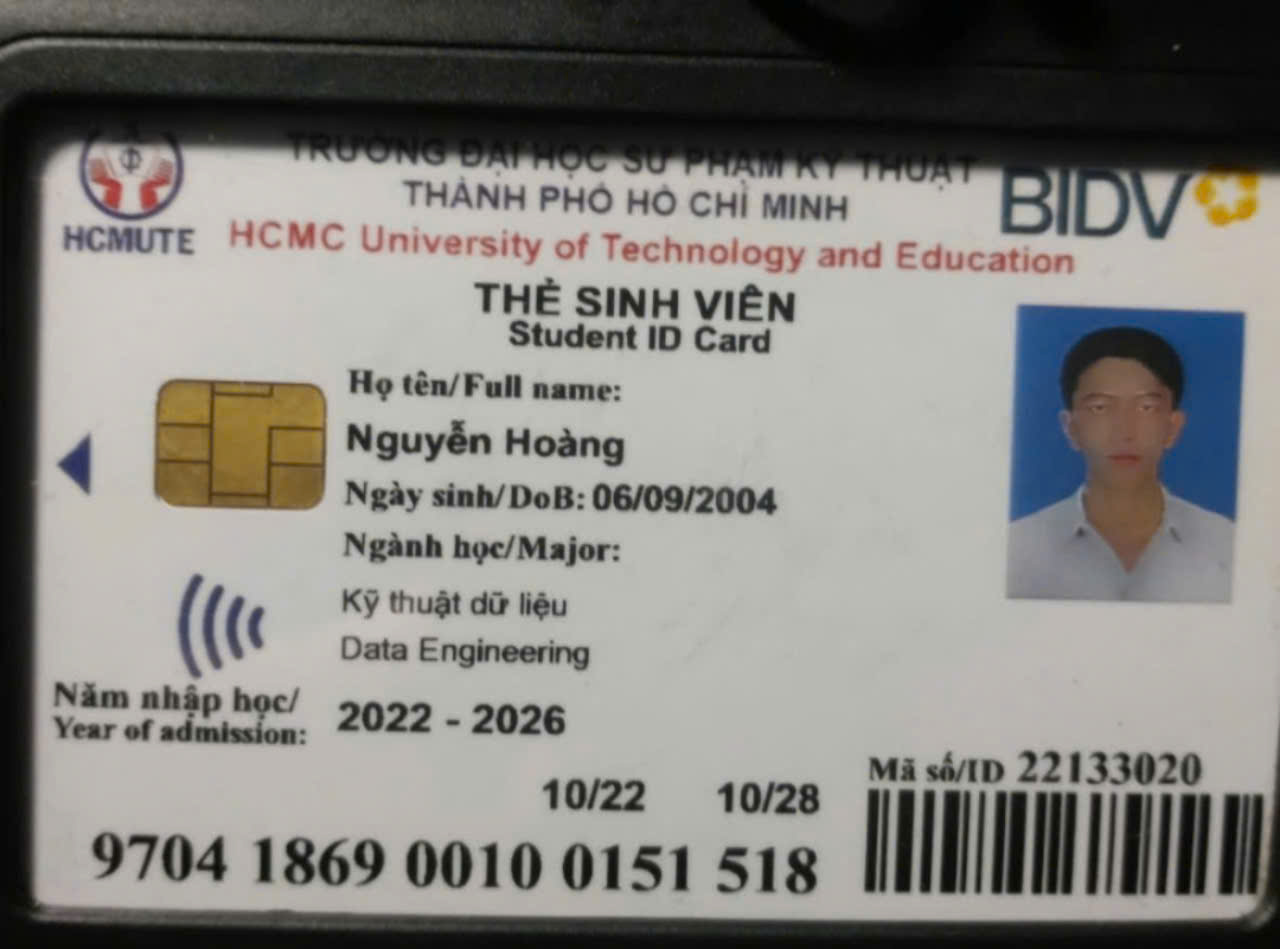 TRƯỜNG ĐẠI HỌC SƯ PHẠM KỸ THUẬT
THÀNH PHỐ HỒ CHÍ MINH
BIDV
HCMUTE
HCMC University of Technology and Education
THẺ SINH VIÊN
Student ID Card
Họ tên/Full name:
Nguyễn Hoàng
Ngày sinh/DoB: 06/09/2004
Ngành học/Major:
Kỹ thuật dữ liệu
Data Engineering
Năm nhập học/
Year of admission: 2022 - 2026
Mã số/ID 22133020
10/22 10/28
9704 1869 0010 0151 518